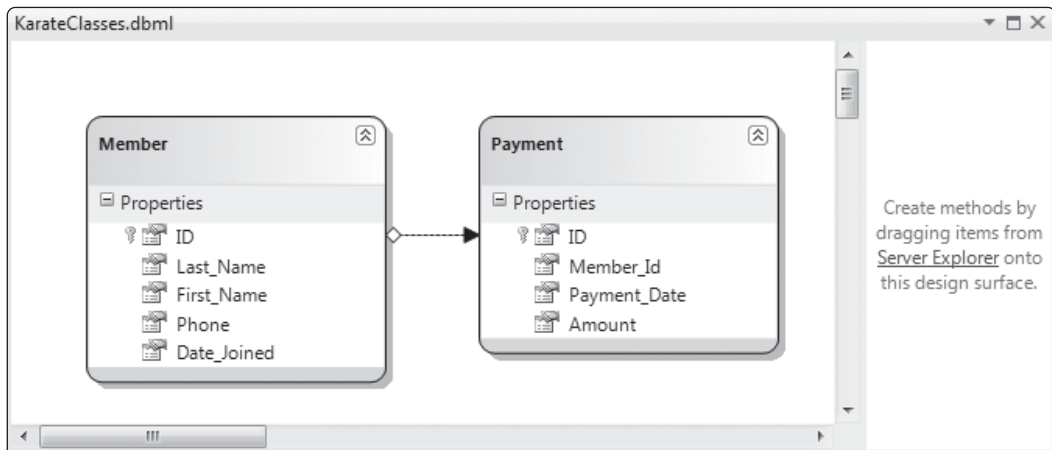 KarateClasses.dbml
Member
Properties
ID
Last_Name
First_Name
Phone
Date_Joined
Payment
Properties
ID
Member_Id
Payment_Date
Amount
Create methods by
dragging items from
Server Explorer onto
this design surface.